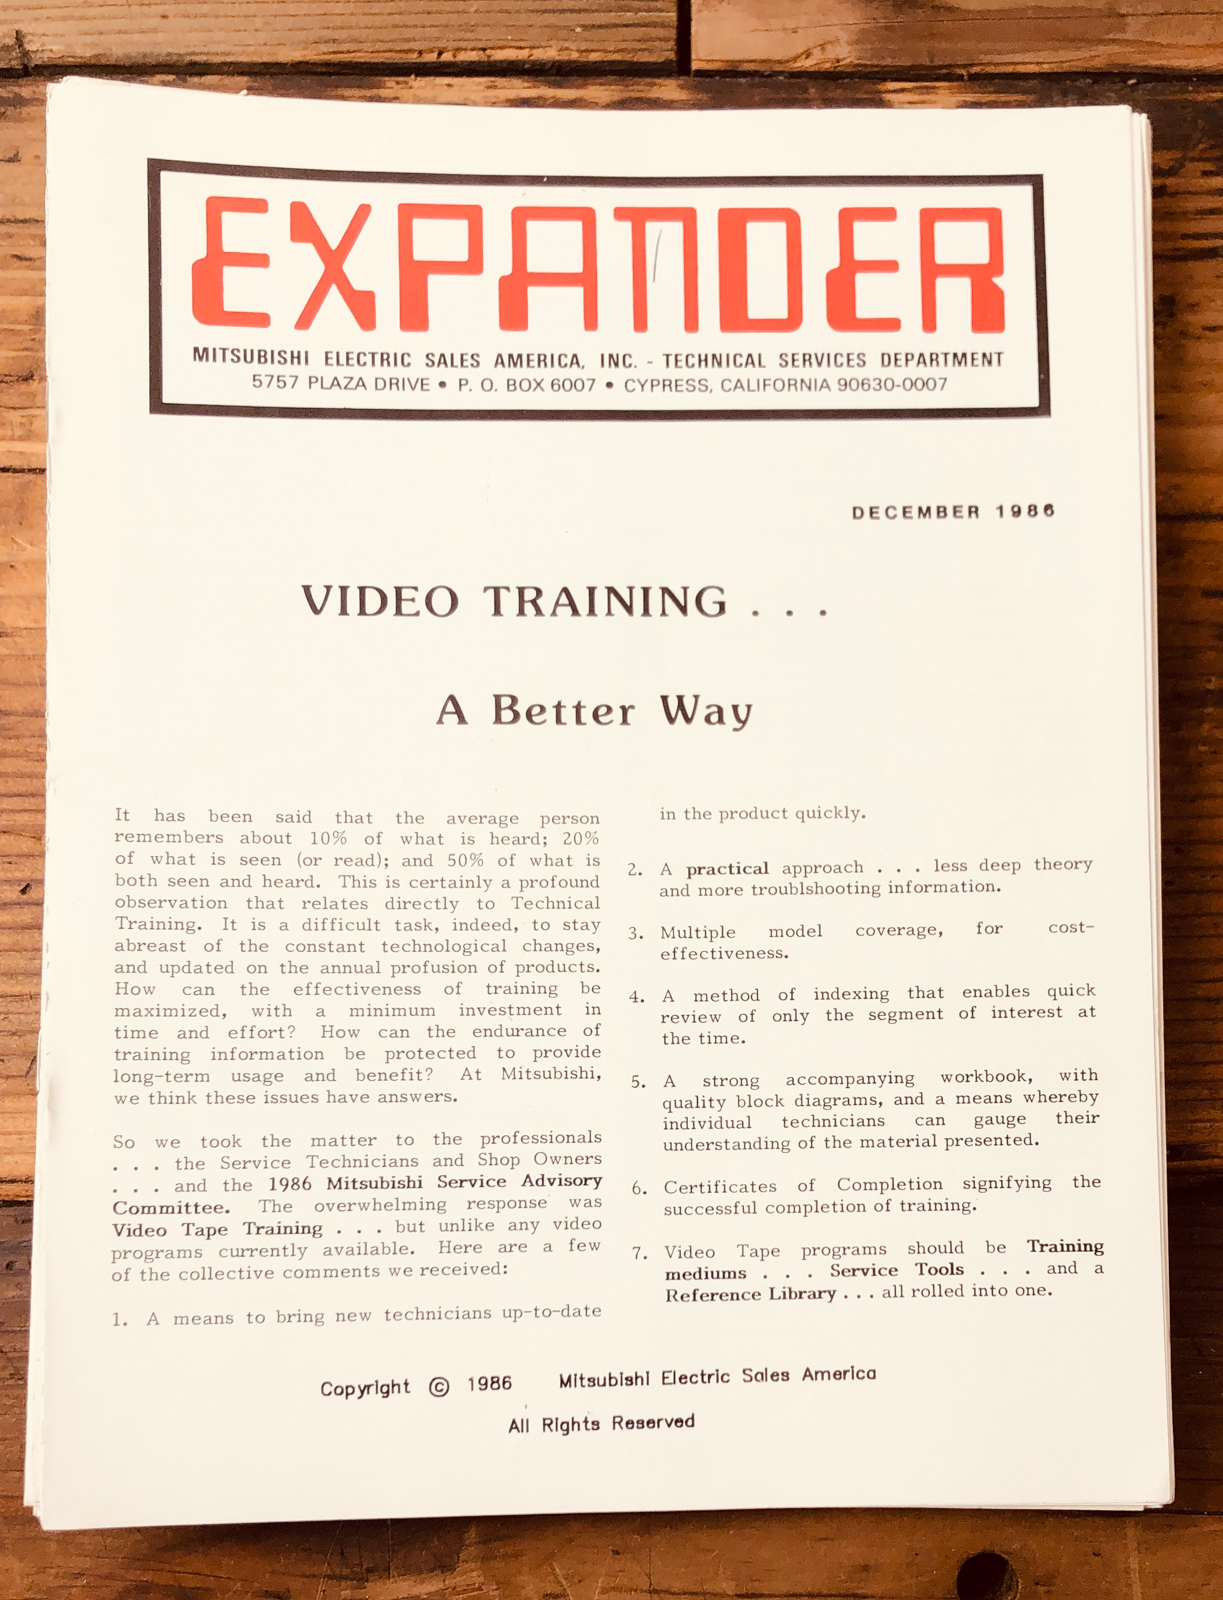 EXPANDER
MITSUBISHI ELECTRIC SALES AMERICA, INC. - TECHNICAL SERVICES DEPARTMENT
5757 PLAZA DRIVE • P. O. BOX 6007 • CYPRESS, CALIFORNIA 90630-0007
DECEMBER 1986
VIDEO TRAINING . . .
A Better Way
It has been said that the average person
remembers about 10% of what is heard; 20%
of what is seen (or read); and 50% of what is
both seen and heard. This is certainly a profound
observation that relates directly to Technical
Training. It is a difficult task, indeed, to stay
abreast of the constant technological changes,
and updated on the annual profusion of products.
How can the effectiveness of training be
maximized, with a minimum investment in
time and effort? How can the endurance of
training information be protected to provide
long-term usage and benefit? At Mitsubishi,
we think these issues have answers.
So we took the matter to the professionals
. . . the Service Technicians and Shop Owners
. . . and the 1986 Mitsubishi Service Advisory
Committee. The overwhelming response was
Video Tape Training . . . but unlike any video
programs currently available. Here are a few
of the collective comments we received:
1. A means to bring new technicians up-to-date
in the product quickly.
2. A practical approach . . . less deep theory
and more troublshooting information.
3. Multiple model coverage, for cost-
effectiveness.
4. A method of indexing that enables quick
review of only the segment of interest at
the time.
5. A strong accompanying workbook, with
quality block diagrams, and a means whereby
individual technicians can gauge their
understanding of the material presented.
6. Certificates of Completion signifying the
successful completion of training.
7. Video Tape programs should be Training
mediums . . . Service Tools . . . and a
Reference Library . . . all rolled into one.
Copyright © 1986 Mitsubishi Electric Sales America
All Rights Reserved